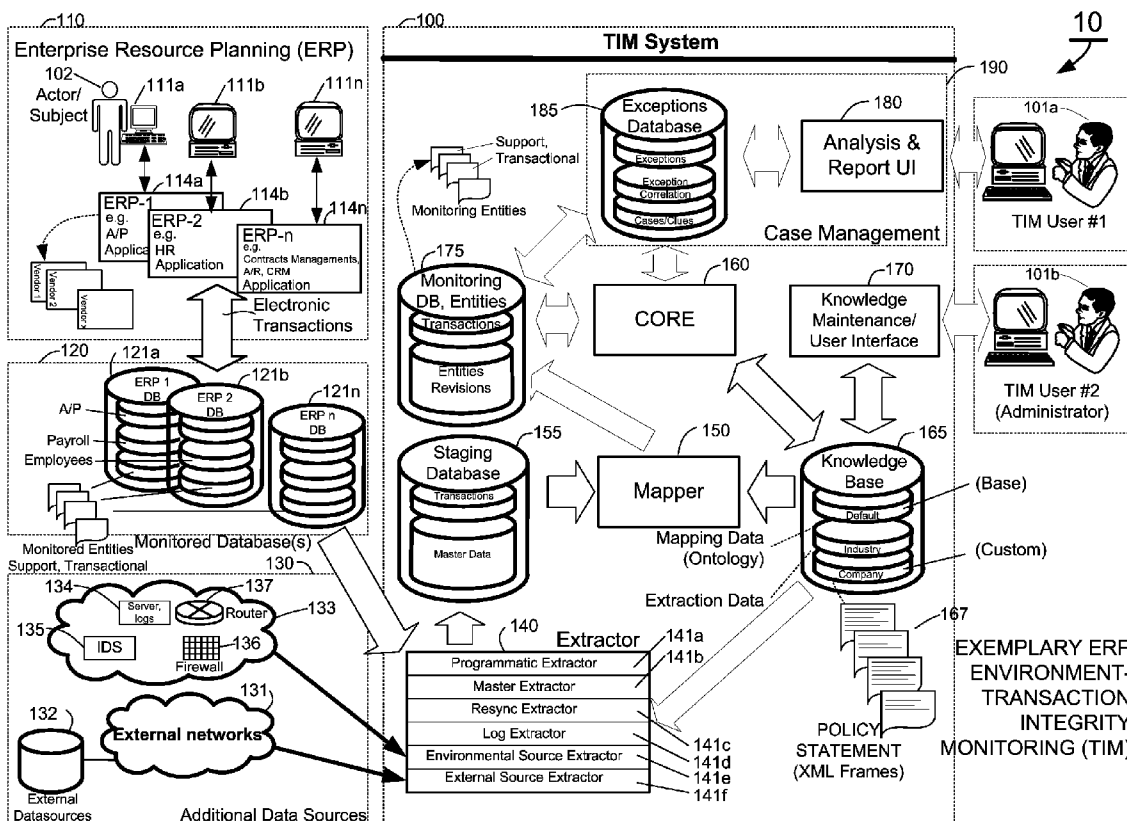 110
Enterprise Resource Planning (ERP)
102
Actor/
Subject
111a
111b
111n
114a
114b
114n
ERP-1
e.g.
A/P
Applica
ERP-2
e.g.
HR
Application
ERP-n
e.g.
Contracts Managements,
A/R, CRM
Application
Vendor 1
Vendor 2
Vendor x
Electronic
Transactions
120
121a
121b
121n
ERP 1
DB
ERP 2
DB
ERP n
DB
A/P
Payroll
Employees
Monitored Entities
Support, Transactional
Monitored Database(s)
130
134
137
Server,
logs
Router
133
135
IDS
136
Firewall
131
132
External networks
External
Datasources
Additional Data Sources
100
TIM System
190
185
Exceptions
Database
Exceptions
Exception
Correlation
Cases/Clues
180
Analysis &
Report UI
Case Management
Support,
Transactional
Monitoring Entities
175
Monitoring
DB, Entities
Transactions
Entities
Revisions
160
CORE
170
Knowledge
Maintenance/
User Interface
155
Staging
Database
Transactions
Master Data
150
Mapper
165
Knowledge
Base
Default
Industry
Company
(Base)
(Custom)
Mapping Data
(Ontology)
Extraction Data
167
POLICY
STATEMENT
(XML Frames)
140
Extractor
Programmatic Extractor
Master Extractor
Resync Extractor
Log Extractor
Environmental Source Extractor
External Source Extractor
141a
141b
141c
141d
141e
141f
10
101a
TIM User #1
101b
TIM User #2
(Administrator)
EXEMPLARY ERP
ENVIRONMENT-
TRANSACTION
INTEGRITY
MONITORING (TIM)